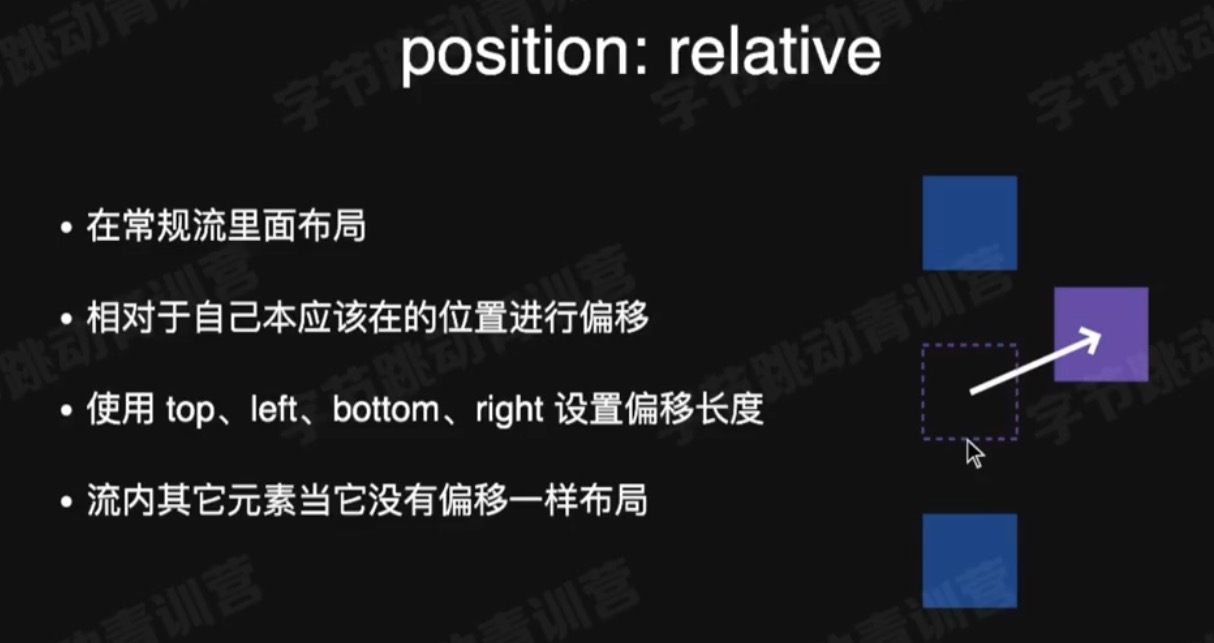 position: relative
• 在常规流里面布局
• 相对于自己本应该在的位置进行偏移
• 使用 top、left、bottom、right 设置偏移长度
• 流内其它元素当它没有偏移一样布局
字节跳动青训营